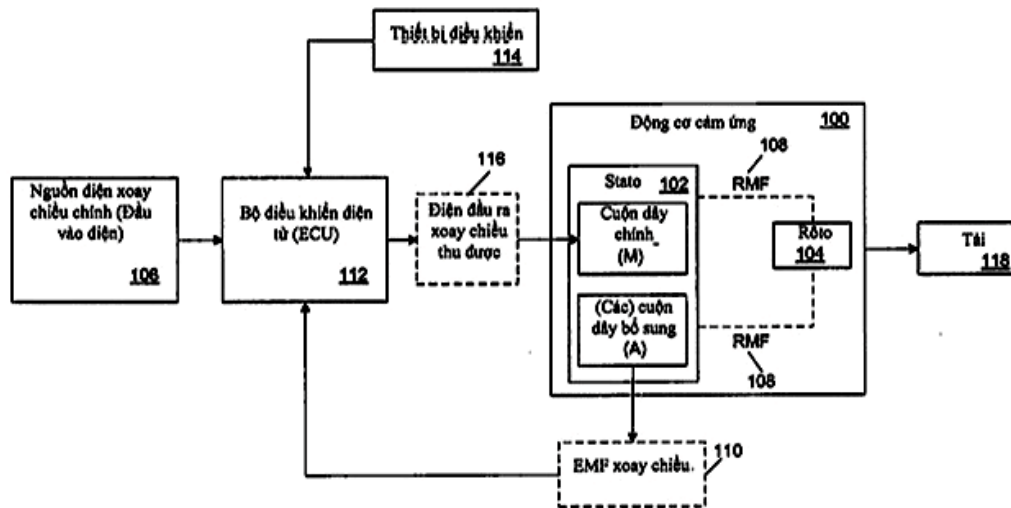 Thiết bị điều khiển
114
Nguồn điện xoay
chiều chính (Đầu
vào điện)
106
Bộ điều khiển điện
tử (ECU)
112
116
Điện đầu ra
xoay chiều
thu được
Động cơ cảm ứng
100
Stato
102
Cuộn dây
chính
(M)
(Các) cuộn
dây bổ sung
(A)
108
RMF
Rôto
104
RMF
108
Tải
118
EMF xoay chiều.
110